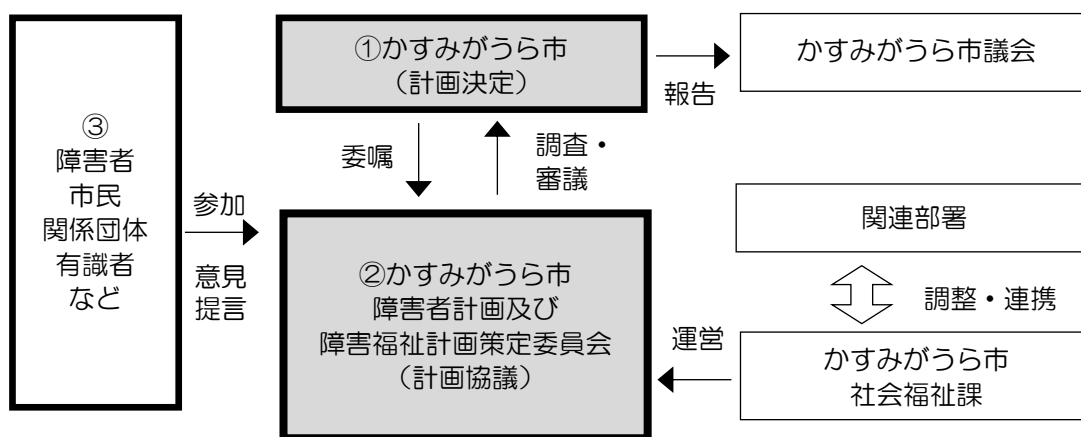 ③
障害者
市民
関係団体
有識者
など
参加
意見
提言
①かすみがうら市
（計画決定）
委嘱
調査・
審議
②かすみがうら市
障害者計画及び
障害福祉計画策定委員会
（計画協議）
報告
かすみがうら市議会
関連部署
調整・連携
運営
かすみがうら市
社会福祉課